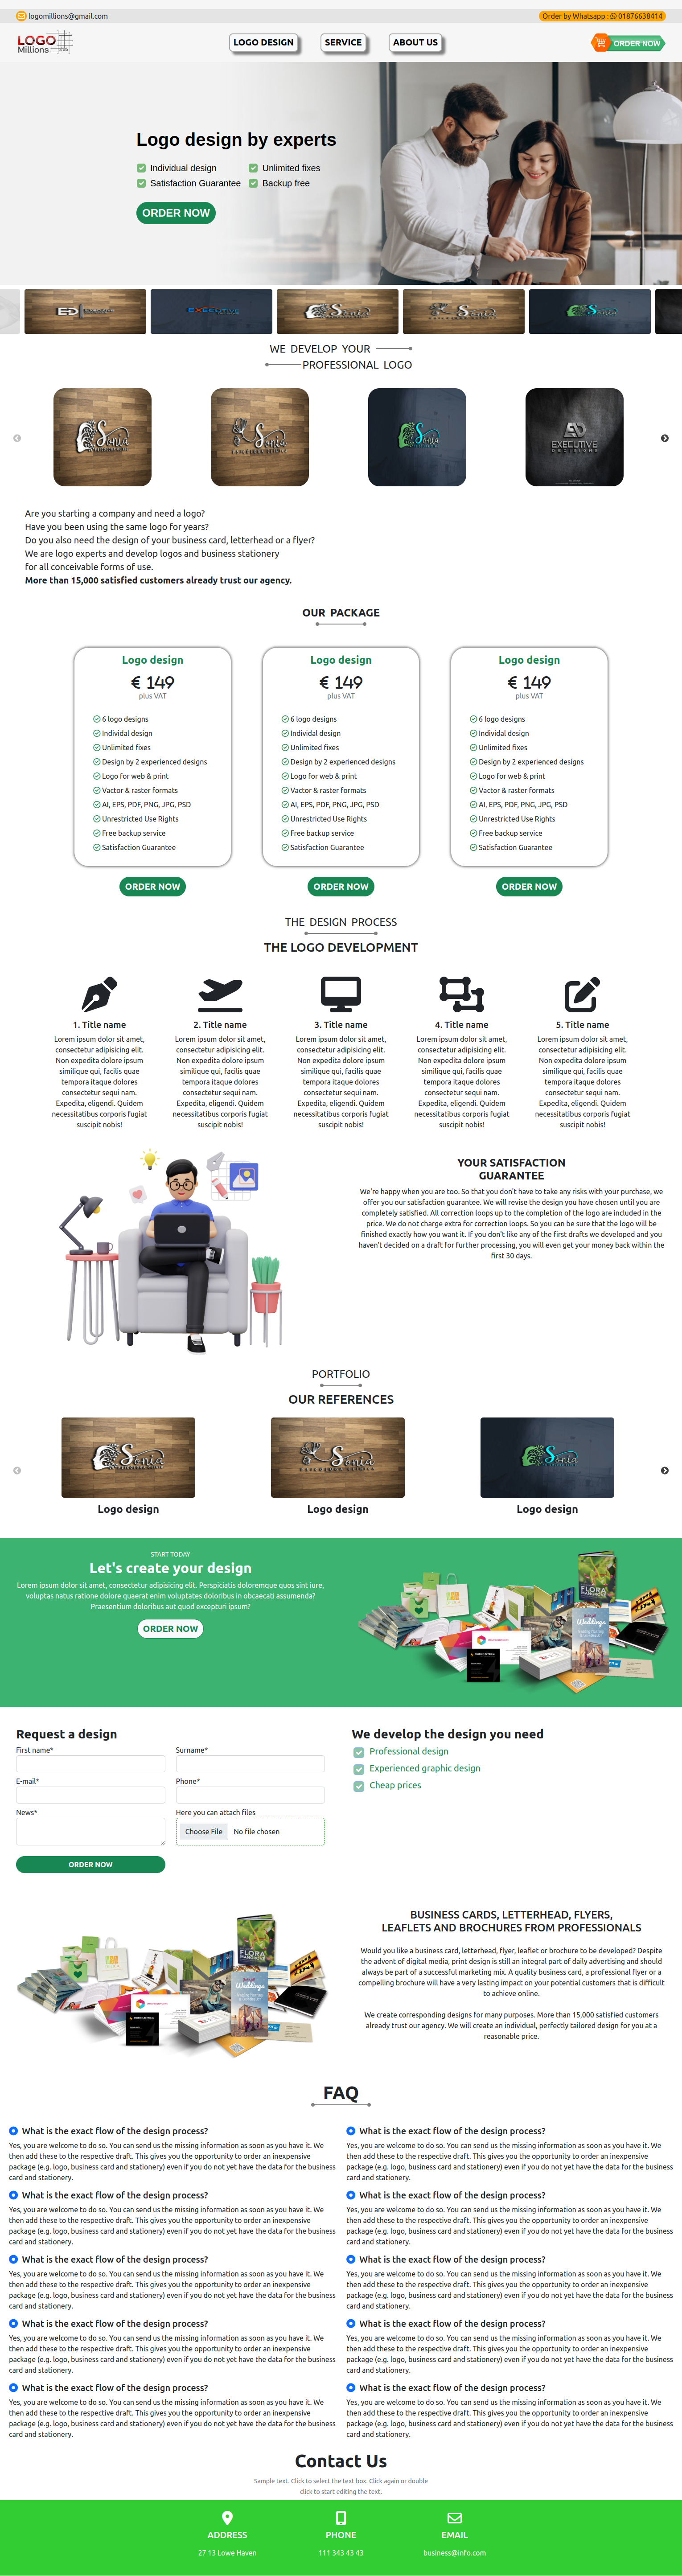 logomillions@gmail.com
Order by Whatsapp : 01876638414
LOGO
Millions
LOGO DESIGN
SERVICE
ABOUT US
ORDER NOW
Logo design by experts
Individual design
Unlimited fixes
Satisfaction Guarantee
Backup free
ORDER NOW
ED
EXECUTIVE
Sonia
Sonia
Sonia
WE DEVELOP YOUR
PROFESSIONAL LOGO
Sonia
Sonia
Sonia
EXECUTIVE
DECISIONS
Are you starting a company and need a logo?
Have you been using the same logo for years?
Do you also need the design of your business card, letterhead or a flyer?
We are logo experts and develop logos and business stationery
for all conceivable forms of use.
More than 15,000 satisfied customers already trust our agency.
OUR PACKAGE
Logo design
€ 149
plus VAT
6 logo designs
Individal design
Unlimited fixes
Design by 2 experienced designs
Logo for web & print
Vactor & raster formats
AI, EPS, PDF, PNG, JPG, PSD
Unrestricted Use Rights
Free backup service
Satisfaction Guarantee
ORDER NOW
Logo design
€ 149
plus VAT
6 logo designs
Individal design
Unlimited fixes
Design by 2 experienced designs
Logo for web & print
Vactor & raster formats
AI, EPS, PDF, PNG, JPG, PSD
Unrestricted Use Rights
Free backup service
Satisfaction Guarantee
ORDER NOW
Logo design
€ 149
plus VAT
6 logo designs
Individal design
Unlimited fixes
Design by 2 experienced designs
Logo for web & print
Vactor & raster formats
AI, EPS, PDF, PNG, JPG, PSD
Unrestricted Use Rights
Free backup service
Satisfaction Guarantee
ORDER NOW
THE DESIGN PROCESS
THE LOGO DEVELOPMENT
1. Title name
Lorem ipsum dolor sit amet,
consectetur adipisicing elit.
Non expedita dolore ipsum
similique qui, facilis quae
tempora itaque dolores
consectetur sequi nam.
Expedita, eligendi. Quidem
necessitatibus corporis fugiat
suscipit nobis!
2. Title name
Lorem ipsum dolor sit amet,
consectetur adipisicing elit.
Non expedita dolore ipsum
similique qui, facilis quae
tempora itaque dolores
consectetur sequi nam.
Expedita, eligendi. Quidem
necessitatibus corporis fugiat
suscipit nobis!
3. Title name
Lorem ipsum dolor sit amet,
consectetur adipisicing elit.
Non expedita dolore ipsum
similique qui, facilis quae
tempora itaque dolores
consectetur sequi nam.
Expedita, eligendi. Quidem
necessitatibus corporis fugiat
suscipit nobis!
4. Title name
Lorem ipsum dolor sit amet,
consectetur adipisicing elit.
Non expedita dolore ipsum
similique qui, facilis quae
tempora itaque dolores
consectetur sequi nam.
Expedita, eligendi. Quidem
necessitatibus corporis fugiat
suscipit nobis!
5. Title name
Lorem ipsum dolor sit amet,
consectetur adipisicing elit.
Non expedita dolore ipsum
similique qui, facilis quae
tempora itaque dolores
consectetur sequi nam.
Expedita, eligendi. Quidem
necessitatibus corporis fugiat
suscipit nobis!
YOUR SATISFACTION
GUARANTEE
We're happy when you are too. So that you don't have to take any risks with your purchase, we
offer you our satisfaction guarantee. We will revise the design you have chosen until you are
completely satisfied. All correction loops up to the completion of the logo are included in the
price. We do not charge extra for correction loops. So you can be sure that the logo will be
finished exactly how you want it. If you don't like any of the first drafts we developed and you
haven't decided on a draft for further processing, you will even get your money back within the
first 30 days.
PORTFOLIO
OUR REFERENCES
Sonia
Logo design
Sonia
Logo design
Sonia
Logo design
START TODAY
Let's create your design
Lorem ipsum dolor sit amet, consectetur adipisicing elit. Perspiciatis doloremque quos sint iure,
voluptas natus ratione dolore quaerat enim voluptates doloribus in obcaecati assumenda?
Praesentium doloribus aut quod excepturi ipsum?
ORDER NOW
FLORA
Weddings
Request a design
First name*
Surname*
E-mail*
Phone*
News*
Here you can attach files
Choose File
No file chosen
ORDER NOW
We develop the design you need
Professional design
Experienced graphic design
Cheap prices
FLORA
Weddings
BUSINESS CARDS, LETTERHEAD, FLYERS,
LEAFLETS AND BROCHURES FROM PROFESSIONALS
Would you like a business card, letterhead, flyer, leaflet or brochure to be developed? Despite
the advent of digital media, print design is still an integral part of daily advertising and should
always be part of a successful marketing mix. A quality business card, a professional flyer or a
compelling brochure will have a very lasting impact on your potential customers that is difficult
to achieve online.
We create corresponding designs for many purposes. More than 15,000 satisfied customers
already trust our agency. We will create an individual, perfectly tailored design for you at a
reasonable price.
FAQ
What is the exact flow of the design process?
Yes, you are welcome to do so. You can send us the missing information as soon as you have it. We
then add these to the respective draft. This gives you the opportunity to order an inexpensive
package (e.g. logo, business card and stationery) even if you do not yet have the data for the business
card and stationery.
What is the exact flow of the design process?
Yes, you are welcome to do so. You can send us the missing information as soon as you have it. We
then add these to the respective draft. This gives you the opportunity to order an inexpensive
package (e.g. logo, business card and stationery) even if you do not yet have the data for the business
card and stationery.
What is the exact flow of the design process?
Yes, you are welcome to do so. You can send us the missing information as soon as you have it. We
then add these to the respective draft. This gives you the opportunity to order an inexpensive
package (e.g. logo, business card and stationery) even if you do not yet have the data for the business
card and stationery.
What is the exact flow of the design process?
Yes, you are welcome to do so. You can send us the missing information as soon as you have it. We
then add these to the respective draft. This gives you the opportunity to order an inexpensive
package (e.g. logo, business card and stationery) even if you do not yet have the data for the business
card and stationery.
What is the exact flow of the design process?
Yes, you are welcome to do so. You can send us the missing information as soon as you have it. We
then add these to the respective draft. This gives you the opportunity to order an inexpensive
package (e.g. logo, business card and stationery) even if you do not yet have the data for the business
card and stationery.
What is the exact flow of the design process?
Yes, you are welcome to do so. You can send us the missing information as soon as you have it. We
then add these to the respective draft. This gives you the opportunity to order an inexpensive
package (e.g. logo, business card and stationery) even if you do not yet have the data for the business
card and stationery.
What is the exact flow of the design process?
Yes, you are welcome to do so. You can send us the missing information as soon as you have it. We
then add these to the respective draft. This gives you the opportunity to order an inexpensive
package (e.g. logo, business card and stationery) even if you do not yet have the data for the business
card and stationery.
What is the exact flow of the design process?
Yes, you are welcome to do so. You can send us the missing information as soon as you have it. We
then add these to the respective draft. This gives you the opportunity to order an inexpensive
package (e.g. logo, business card and stationery) even if you do not yet have the data for the business
card and stationery.
What is the exact flow of the design process?
Yes, you are welcome to do so. You can send us the missing information as soon as you have it. We
then add these to the respective draft. This gives you the opportunity to order an inexpensive
package (e.g. logo, business card and stationery) even if you do not yet have the data for the business
card and stationery.
What is the exact flow of the design process?
Yes, you are welcome to do so. You can send us the missing information as soon as you have it. We
then add these to the respective draft. This gives you the opportunity to order an inexpensive
package (e.g. logo, business card and stationery) even if you do not yet have the data for the business
card and stationery.
Contact Us
Sample text. Click to select the text box. Click again or double
click to start editing the text.
ADDRESS
27 13 Lowe Haven
PHONE
111 343 43 43
EMAIL
business@info.com